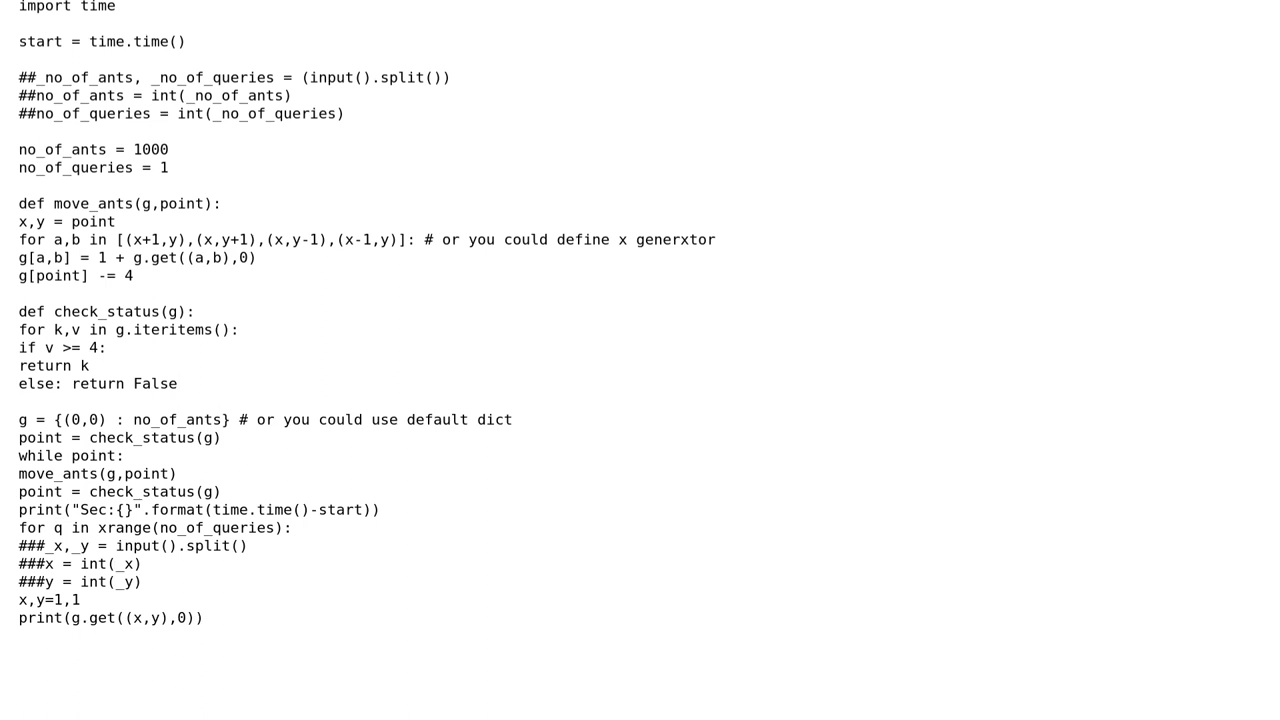 import time
start = time.time()
##_no_of_ants, _no_of_queries = (input().split())
##no_of_ants = int(_no_of_ants)
##no_of_queries = int(_no_of_queries)
no_of_ants = 1000
no_of_queries = 1
def move_ants(g,point):
x,y = point
for a,b in [(x+1,y),(x,y+1),(x,y-1),(x-1,y)]: # or you could define x generxtor
g[a,b] = 1 + g.get((a,b),0)
g[point] -= 4
def check_status(g):
for k,v in g.iteritems():
if v >= 4:
return k
else: return False
g = {(0,0) : no_of_ants} # or you could use default dict
point = check_status(g)
while point:
move_ants(g,point)
point = check_status(g)
print("Sec:{}".format(time.time()-start))
for q in xrange(no_of_queries):
###_x,_y = input().split()
###x = int(_x)
###y = int(_y)
x,y=1,1
print(g.get((x,y),0))